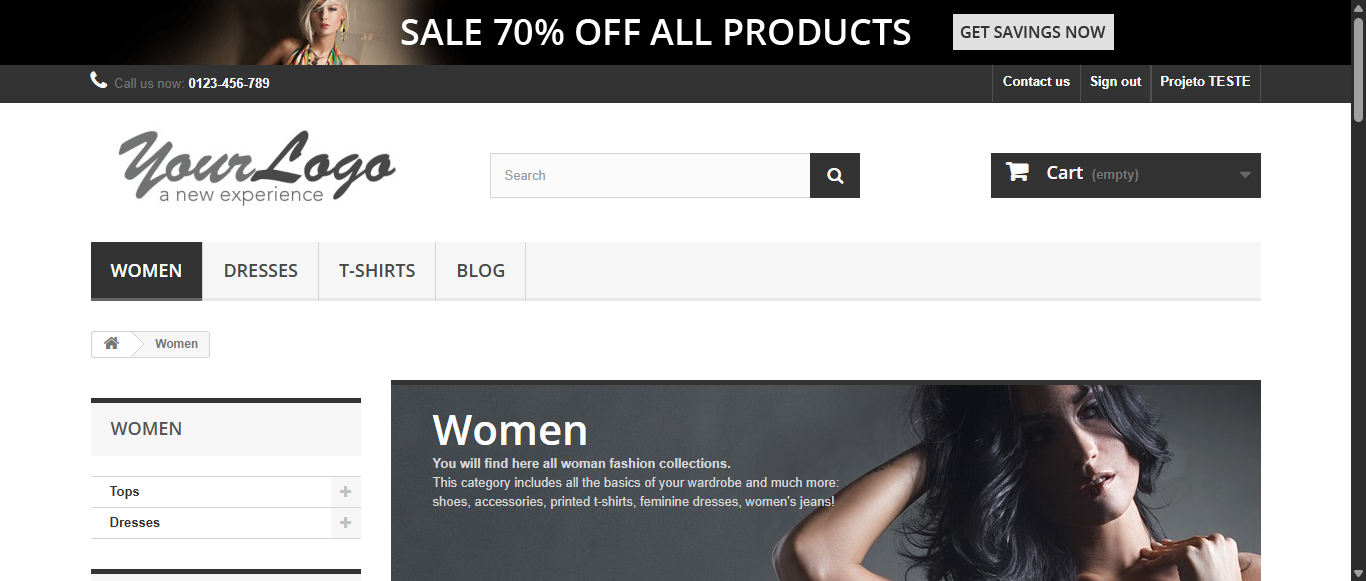 SALE 70% OFF ALL PRODUCTS
GET SAVINGS NOW
Call us now: 0123-456-789
Contact us
Sign out
Projeto TESTE
YourLogo
a new experience
Search
Cart (empty)
WOMEN
DRESSES
T-SHIRTS
BLOG
Women
WOMEN
Tops
Dresses
Women
You will find here all woman fashion collections.
This category includes all the basics of your wardrobe and much more:
shoes, accessories, printed t-shirts, feminine dresses, women's jeans!